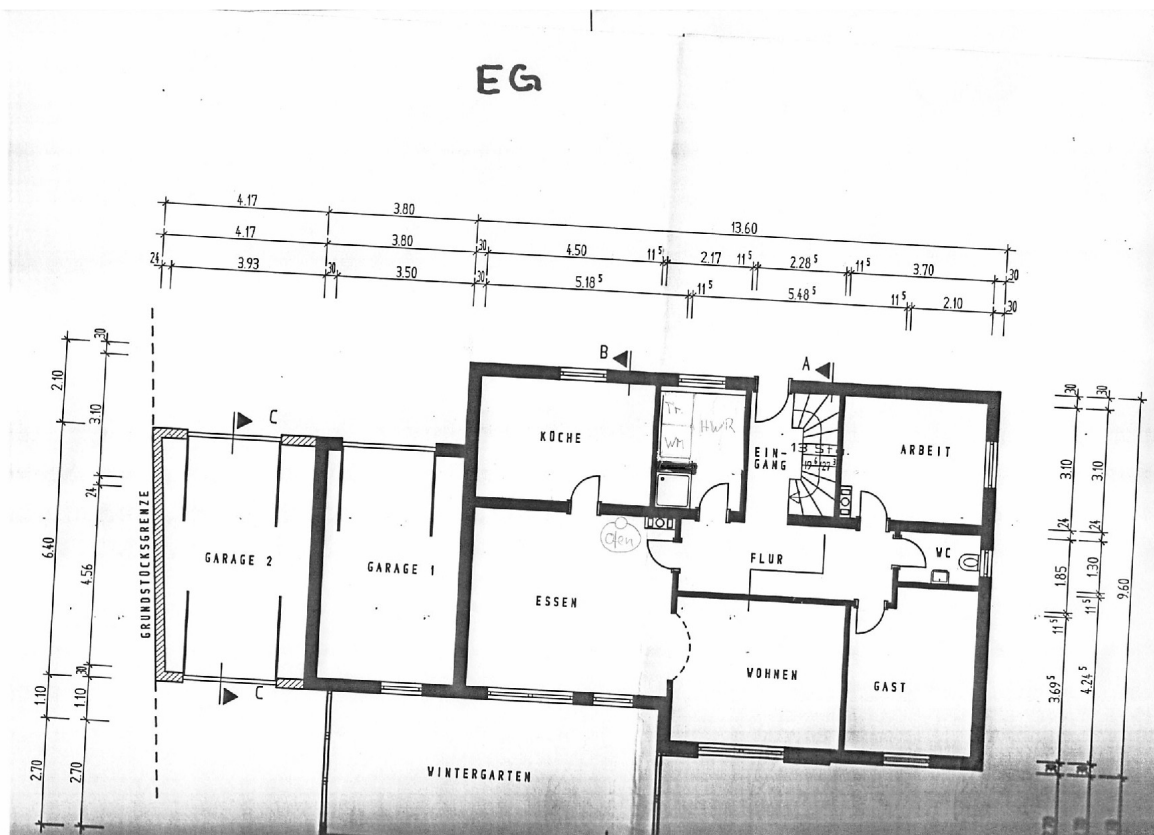 EG
4.17 3.80 13.60
4.17 3.80 30 4.50 11⁵ 2.17 11⁵ 2.28⁵ 11⁵ 3.70 30
24 3.93 30 3.50 30 5.18⁵ 11⁵ 5.48⁵ 11⁵ 2.10 30
B A
C
KÜCHE
Tr.
WM
HWR
EIN-
GANG
13 St
ARBEIT
GRUNDSTÜCKSGRENZE
GARAGE 2
GARAGE 1
Ofen
FLUR
WC
ESSEN
WOHNEN
GAST
C
WINTERGARTEN
2.10
6.40
1.10
2.70
30
3.10
24
4.56
30
1.10
2.70
30
3.10
24
1.85
11⁵
3.69⁵
30
3.10
24
1.30
11⁵
4.24⁵
9.60